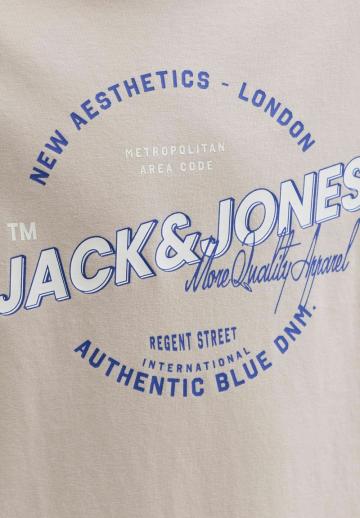 NEW AESTHETICS - LONDON
METROPOLITAN
AREA CODE
TM
JACK&JONES
More Quality Apparel
REGENT STREET
INTERNATIONAL
AUTHENTIC BLUE DNM.